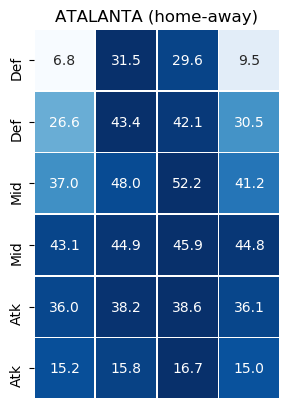 ATALANTA (home-away)
Def 6.8 31.5 29.6 9.5
Def 26.6 43.4 42.1 30.5
Mid 37.0 48.0 52.2 41.2
Mid 43.1 44.9 45.9 44.8
Atk 36.0 38.2 38.6 36.1
Atk 15.2 15.8 16.7 15.0